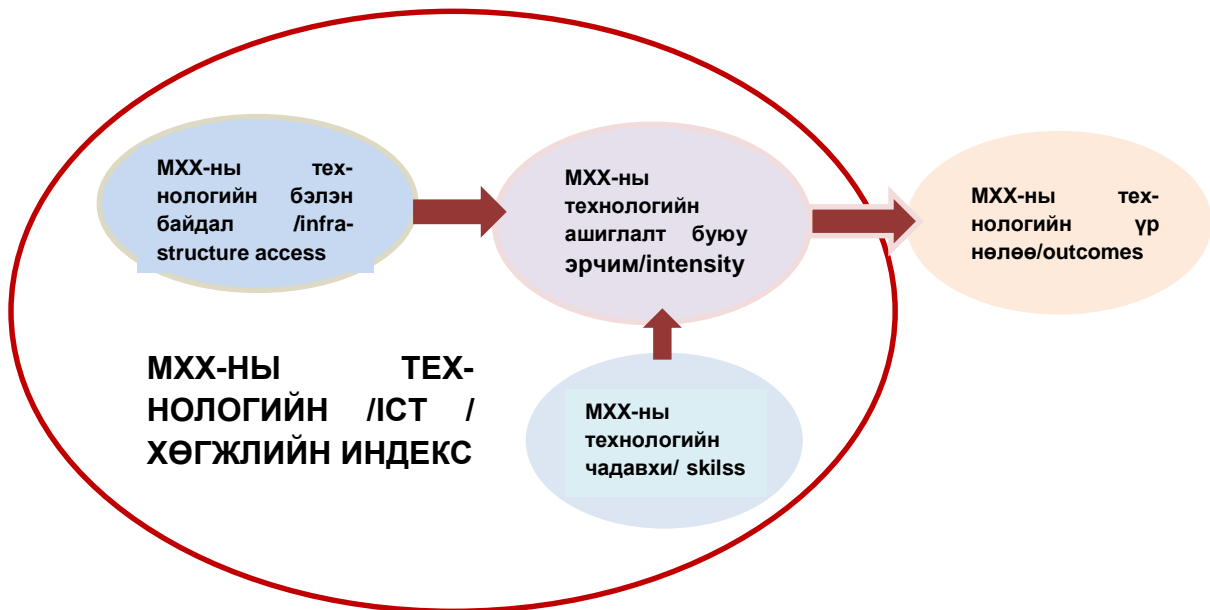 МХХ-ны тех-
нологийн бэлэн
байдал /infra-
structure access
МХХ-ны
технологийн
ашиглалт буюу
эрчим/intensity
МХХ-ны тех-
нологийн үр
нөлөө/outcomes
МХХ-НЫ ТЕХ-
НОЛОГИЙН /ICT /
ХӨГЖЛИЙН ИНДЕКС
МХХ-ны
технологийн
чадавхи/ skilss